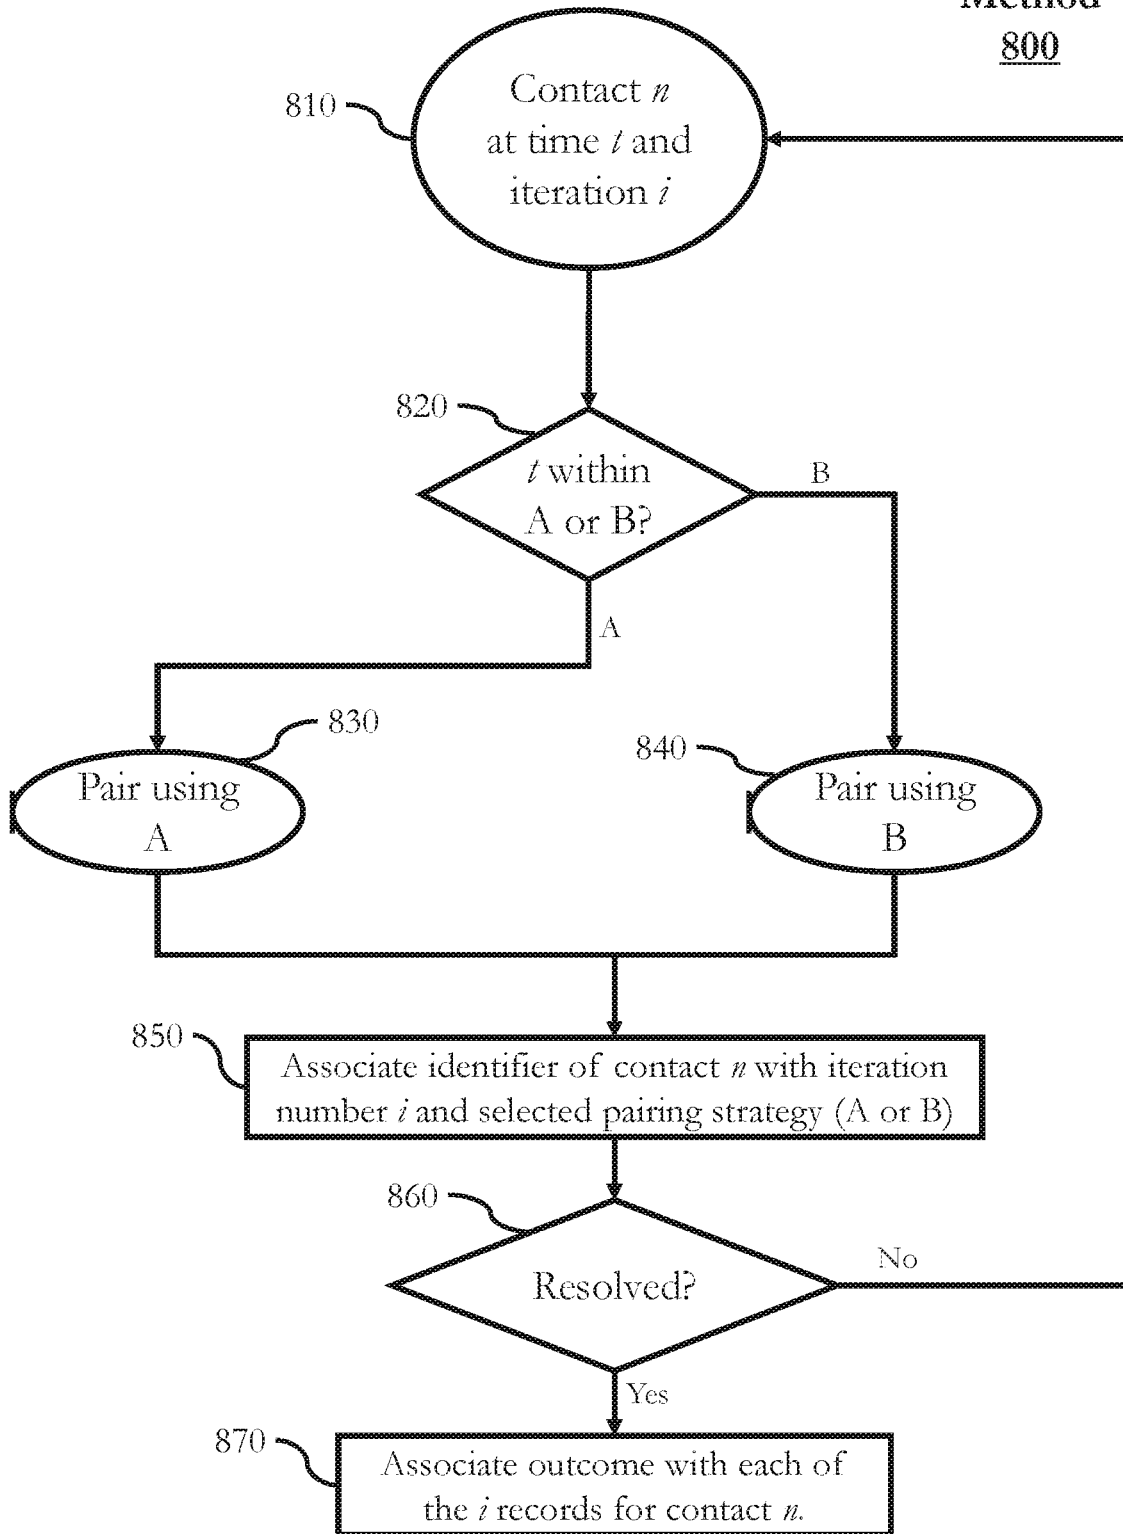 Method
800
810
Contact n
at time t and
iteration i
820
t within
A or B?
B
A
830
Pair using
A
840
Pair using
B
850
Associate identifier of contact n with iteration
number i and selected pairing strategy (A or B)
860
Resolved?
No
Yes
870
Associate outcome with each of
the i records for contact n.